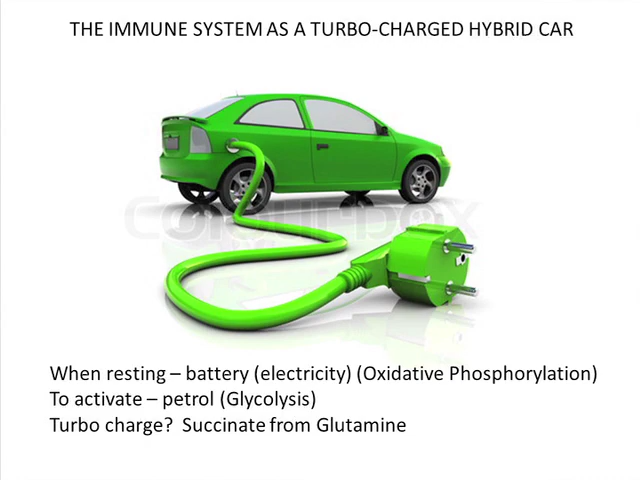 THE IMMUNE SYSTEM AS A TURBO-CHARGED HYBRID CAR
When resting – battery (electricity) (Oxidative Phosphorylation)
To activate – petrol (Glycolysis)
Turbo charge?  Succinate from Glutamine